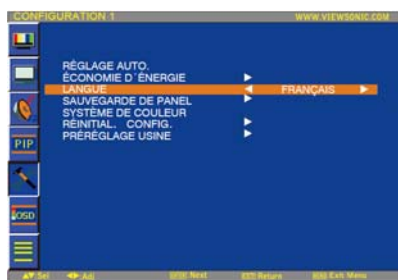 CONFIGURATION 1 WWW.VIEWSONIC.COM
RÉGLAGE AUTO.
ÉCONOMIE D´ÉNERGIE
LANGUE FRANÇAIS
SAUVEGARDE DE PANEL
SYSTÈME DE COULEUR
RÉINITIAL. CONFIG.
PRÉRÉGLAGE USINE
PIP
OSD
Sel Adj Next Return Exit Menu